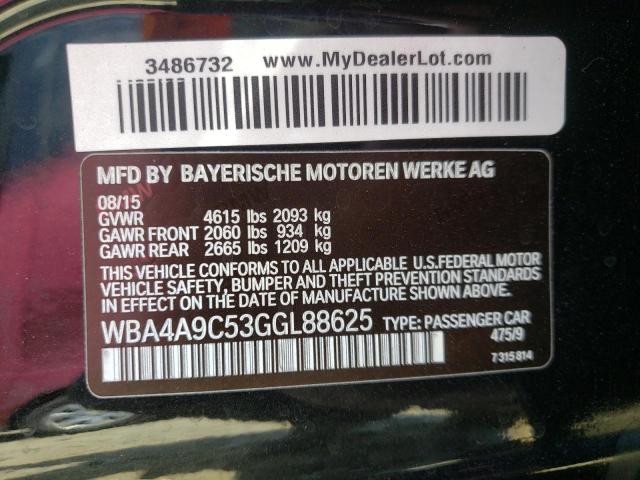 3486732 www.MyDealerLot.com
MFD BY BAYERISCHE MOTOREN WERKE AG
08/15
GVWR 4615 lbs 2093 kg
GAWR FRONT 2060 lbs 934 kg
GAWR REAR 2665 lbs 1209 kg
THIS VEHICLE CONFORMS TO ALL APPLICABLE U.S.FEDERAL MOTOR
VEHICLE SAFETY, BUMPER AND THEFT PREVENTION STANDARDS
IN EFFECT ON THE DATE OF MANUFACTURE SHOWN ABOVE.
WBA4A9C53GGL88625 TYPE: PASSENGER CAR
475/9
7315814